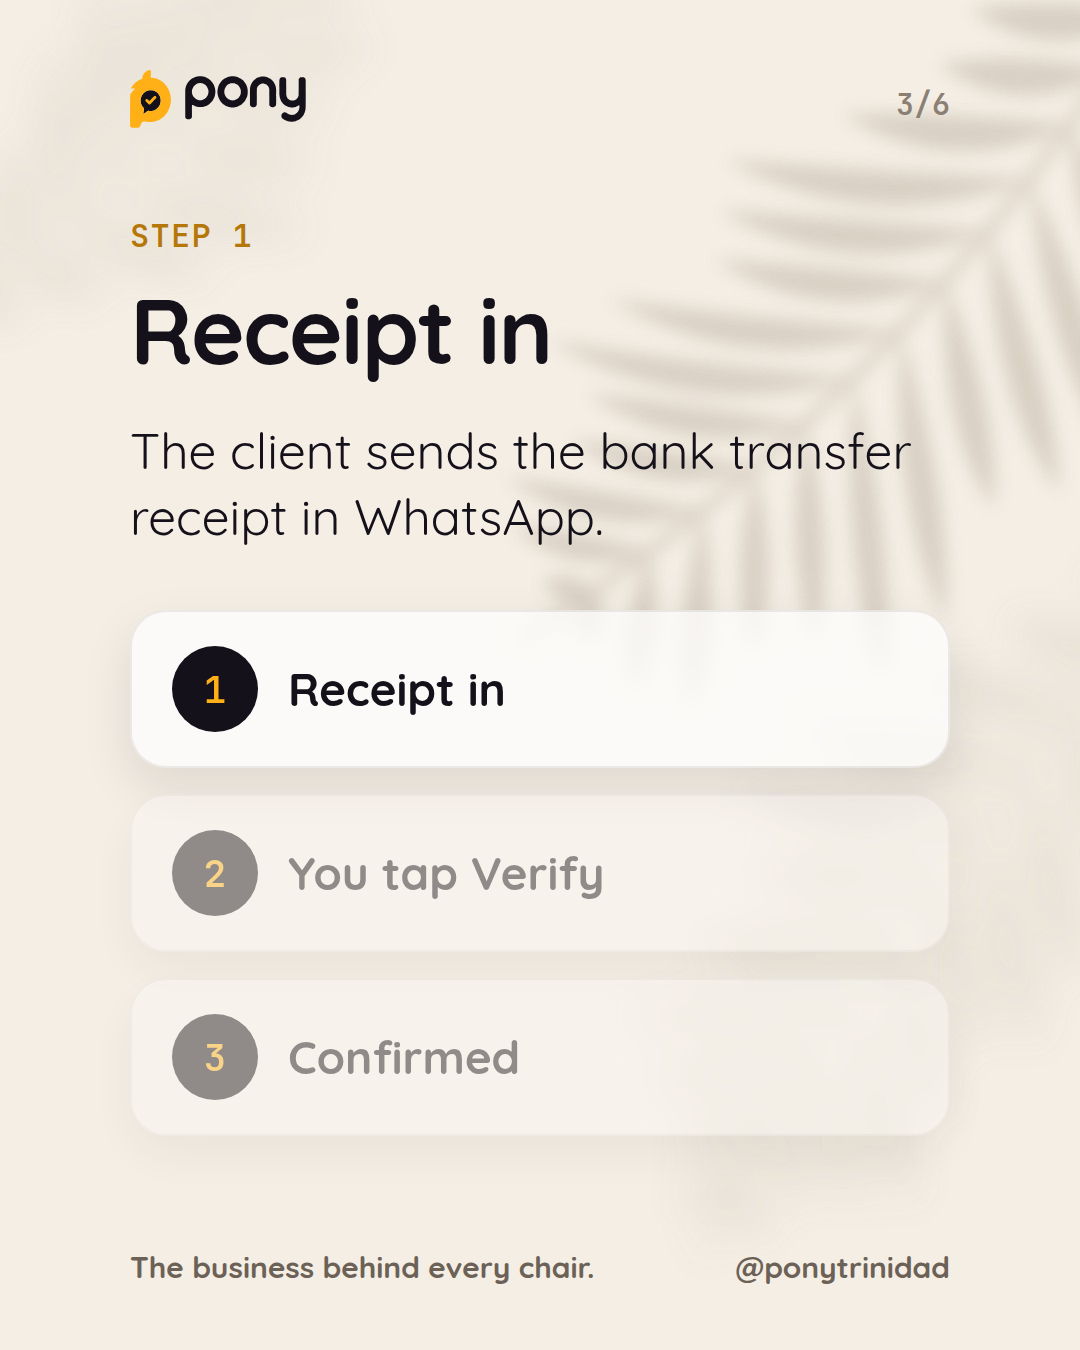 pony
3/6
STEP 1
Receipt in
The client sends the bank transfer
receipt in WhatsApp.
1 Receipt in
2 You tap Verify
3 Confirmed
The business behind every chair. @ponytrinidad